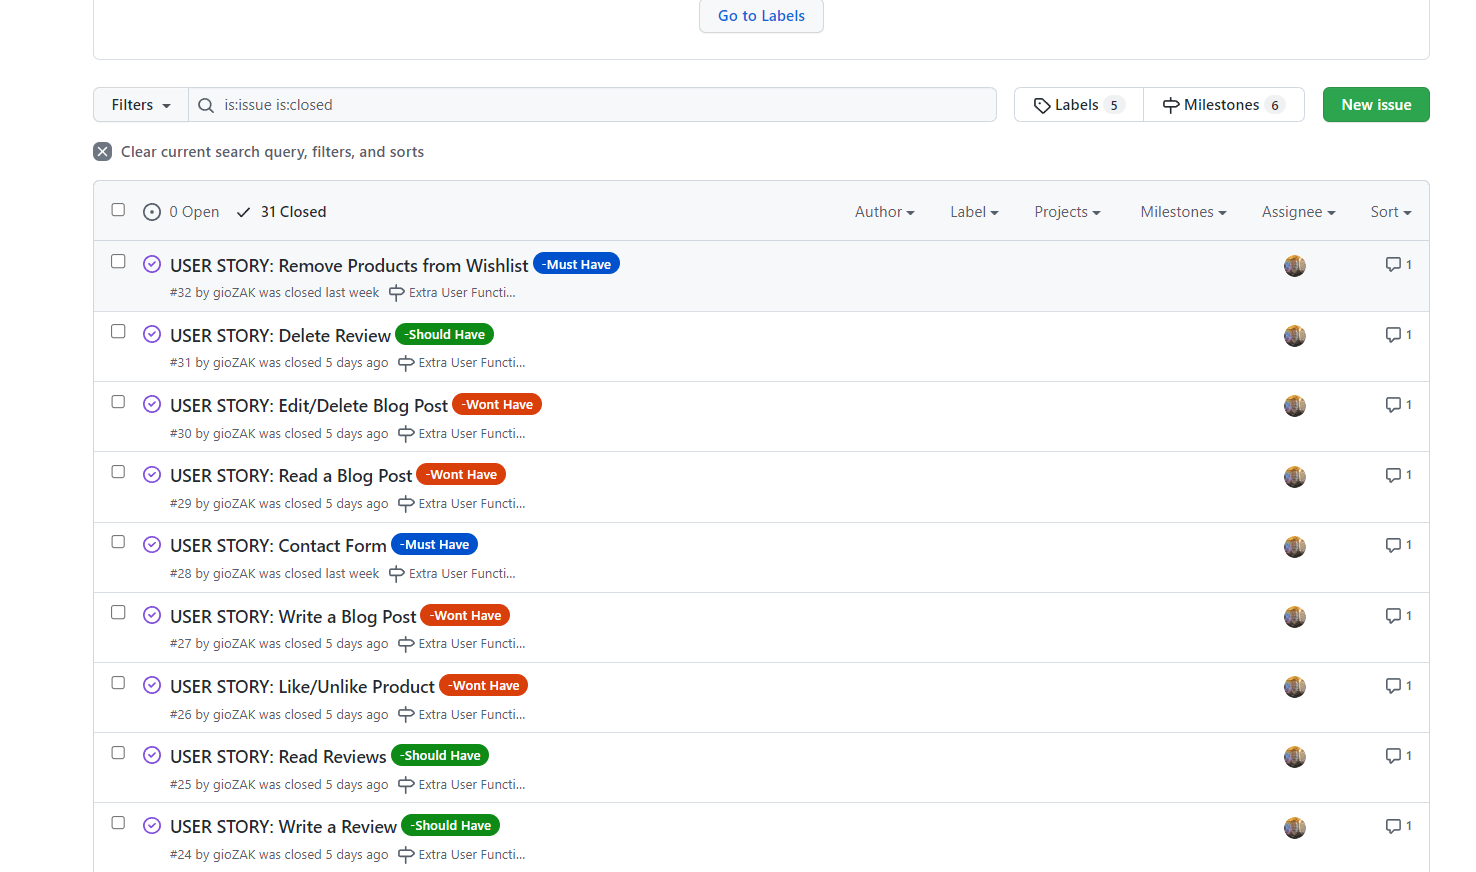 Go to Labels
Filters is:issue is:closed Labels 5 Milestones 6 New issue
Clear current search query, filters, and sorts
0 Open 31 Closed Author Label Projects Milestones Assignee Sort
USER STORY: Remove Products from Wishlist -Must Have 1
#32 by gioZAK was closed last week Extra User Functi...
USER STORY: Delete Review -Should Have 1
#31 by gioZAK was closed 5 days ago Extra User Functi...
USER STORY: Edit/Delete Blog Post -Wont Have 1
#30 by gioZAK was closed 5 days ago Extra User Functi...
USER STORY: Read a Blog Post -Wont Have 1
#29 by gioZAK was closed 5 days ago Extra User Functi...
USER STORY: Contact Form -Must Have 1
#28 by gioZAK was closed last week Extra User Functi...
USER STORY: Write a Blog Post -Wont Have 1
#27 by gioZAK was closed 5 days ago Extra User Functi...
USER STORY: Like/Unlike Product -Wont Have 1
#26 by gioZAK was closed 5 days ago Extra User Functi...
USER STORY: Read Reviews -Should Have 1
#25 by gioZAK was closed 5 days ago Extra User Functi...
USER STORY: Write a Review -Should Have 1
#24 by gioZAK was closed 5 days ago Extra User Functi...